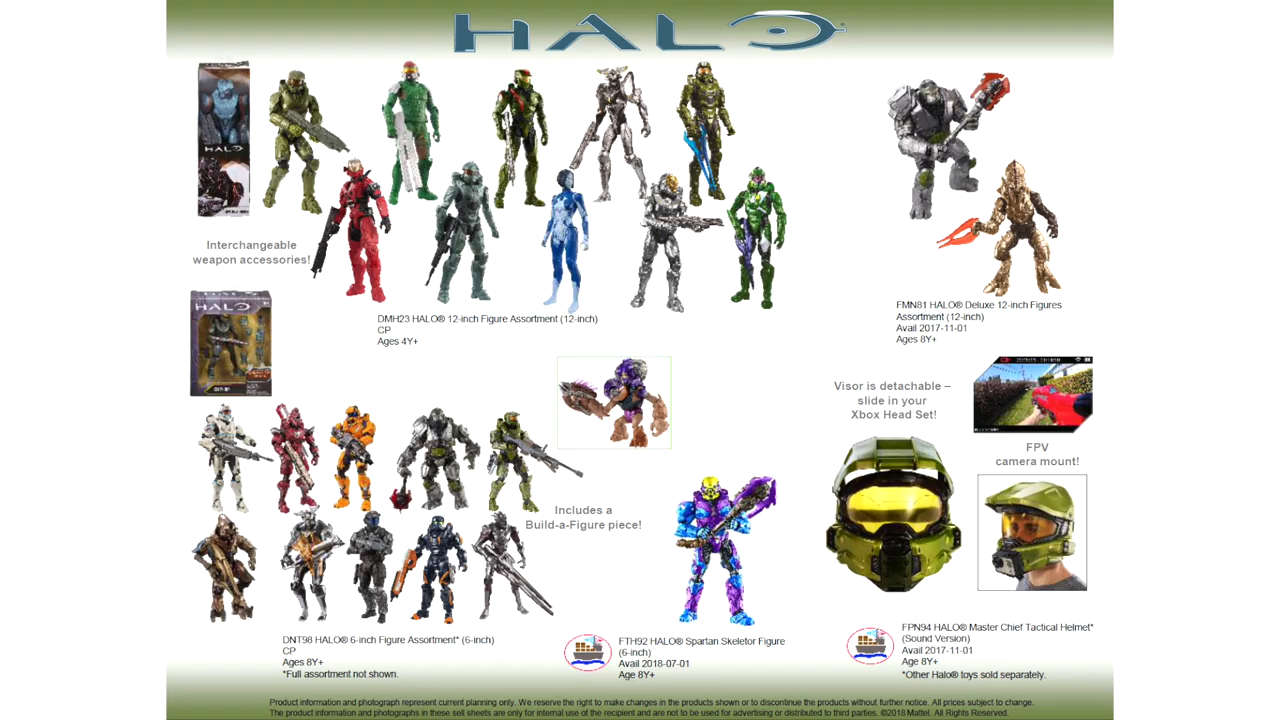 HALO
HALO
Interchangeable
weapon accessories!
HALO
DMH23 HALO® 12-inch Figure Assortment (12-inch)
CP
Ages 4Y+
FMN81 HALO® Deluxe 12-inch Figures
Assortment (12-inch)
Avail 2017-11-01
Ages 8Y+
Visor is detachable –
slide in your
Xbox Head Set!
FPV
camera mount!
Includes a
Build-a-Figure piece!
DNT98 HALO® 6-inch Figure Assortment* (6-inch)
CP
Ages 8Y+
*Full assortment not shown.
FTH92 HALO® Spartan Skeletor Figure
(6-inch)
Avail 2018-07-01
Age 8Y+
FPN94 HALO® Master Chief Tactical Helmet*
(Sound Version)
Avail 2017-11-01
Age 8Y+
*Other Halo® toys sold separately.
Product information and photograph represent current planning only. We reserve the right to make changes in the products shown or to discontinue the products without further notice. All prices subject to change.
The product information and photographs in these sell sheets are only for internal use of the recipient and are not to be used for advertising or distributed to third parties. ©2018 Mattel. All Rights Reserved.